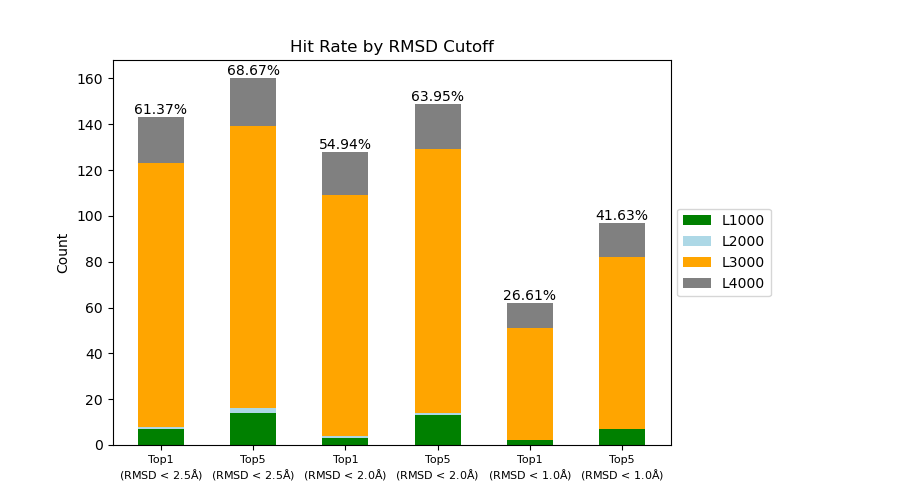 Hit Rate by RMSD Cutoff
61.37%
68.67%
54.94%
63.95%
26.61%
41.63%
160
140
120
100
80
60
40
20
0
Count
L1000
L2000
L3000
L4000
Top1
(RMSD < 2.5Å)
Top5
(RMSD < 2.5Å)
Top1
(RMSD < 2.0Å)
Top5
(RMSD < 2.0Å)
Top1
(RMSD < 1.0Å)
Top5
(RMSD < 1.0Å)